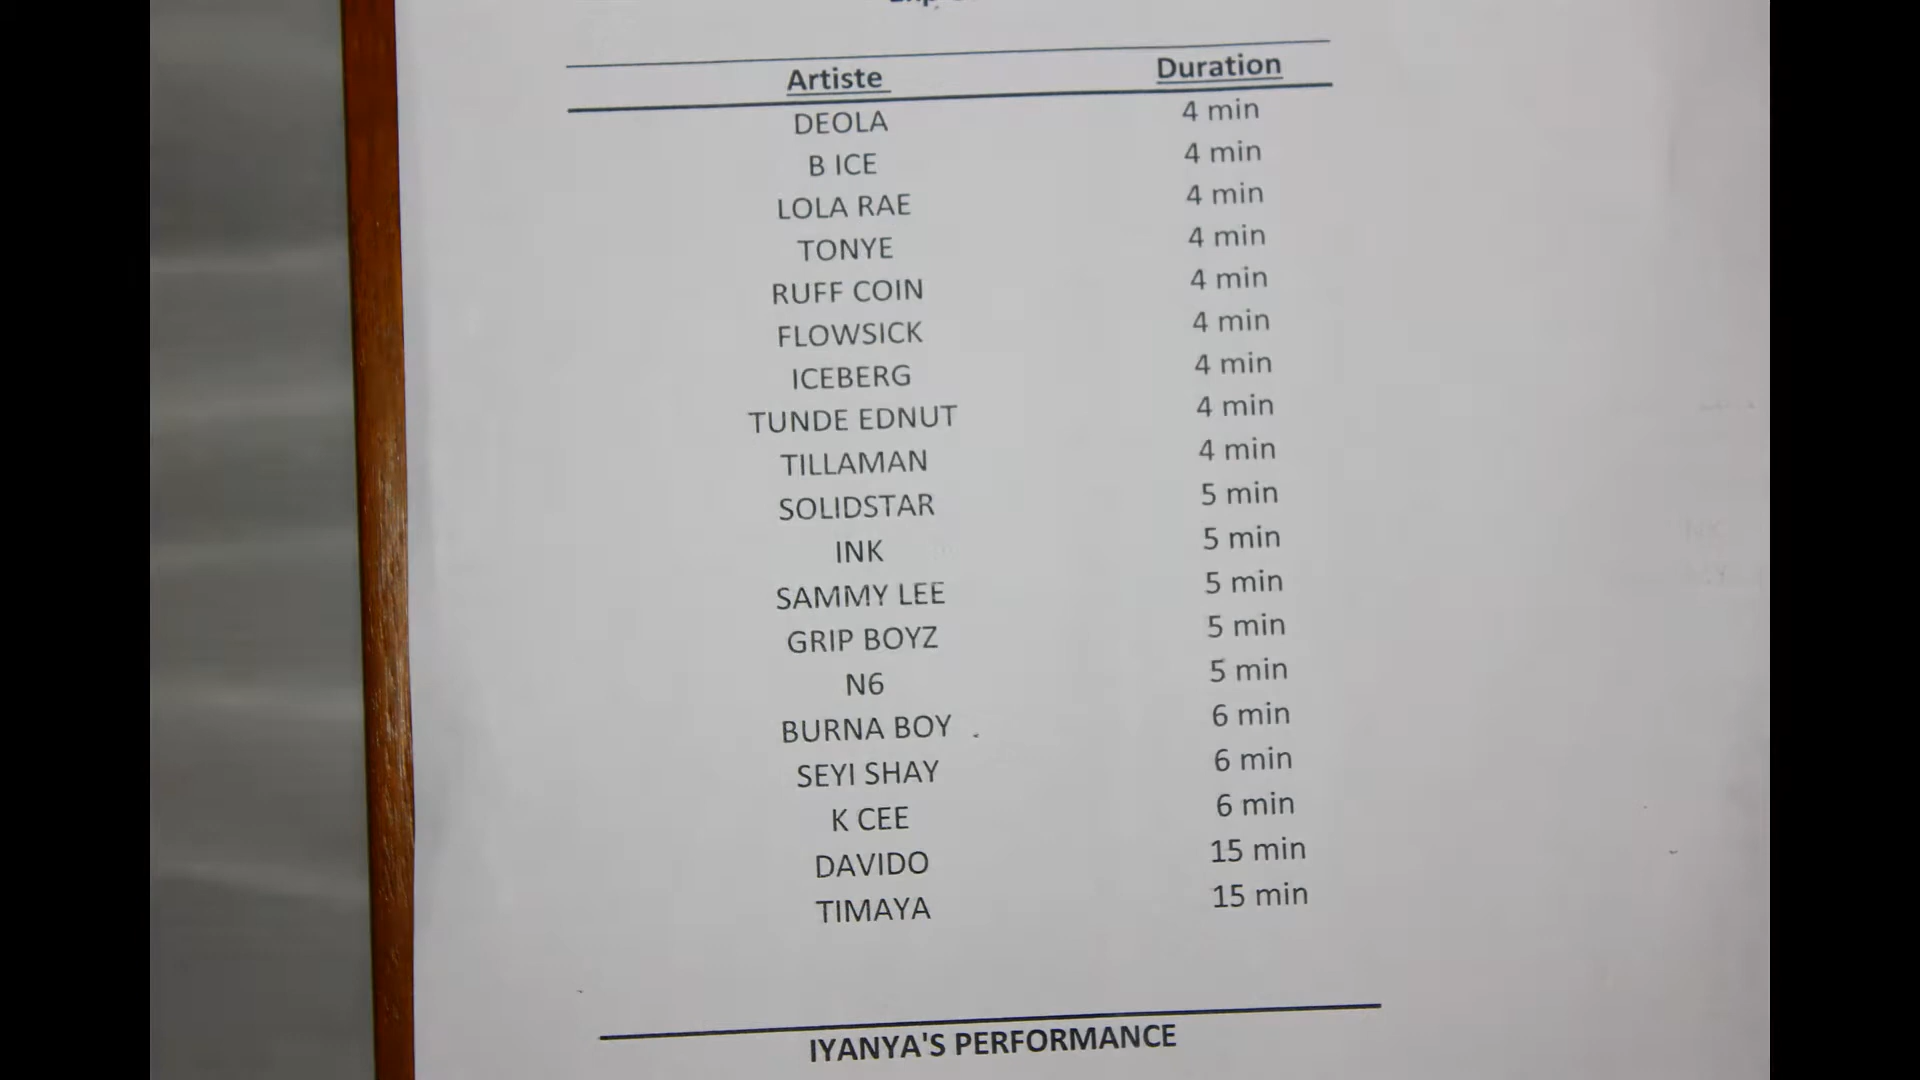 Artiste Duration
DEOLA 4 min
B ICE 4 min
LOLA RAE 4 min
TONYE 4 min
RUFF COIN 4 min
FLOWSICK 4 min
ICEBERG 4 min
TUNDE EDNUT 4 min
TILLAMAN 4 min
SOLIDSTAR 5 min
INK 5 min
SAMMY LEE 5 min
GRIP BOYZ 5 min
N6 5 min
BURNA BOY 6 min
SEYI SHAY 6 min
K CEE 6 min
DAVIDO 15 min
TIMAYA 15 min
IYANYA'S PERFORMANCE